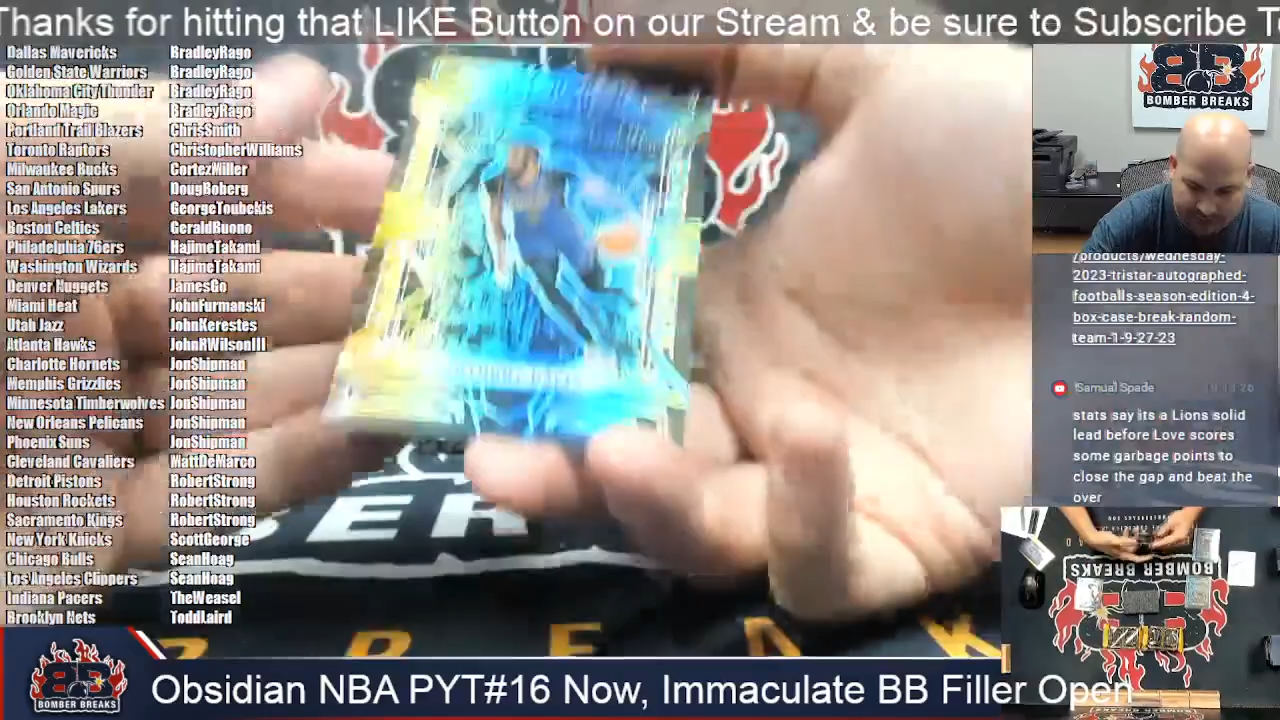 Thanks for hitting that LIKE Button on our Stream & be sure to Subscribe T
Dallas Mavericks BradleyRago
Golden State Warriors BradleyRago
Oklahoma City Thunder BradleyRago
Orlando Magic BradleyRago
Portland Trail Blazers ChrisSmith
Toronto Raptors ChristopherWilliams
Milwaukee Bucks CortezMiller
San Antonio Spurs DougRoberg
Los Angeles Lakers GeorgeToubekis
Boston Celtics GeraldBuono
Philadelphia 76ers HajimeTakami
Washington Wizards HajimeTakami
Denver Nuggets JamesGo
Miami Heat JohnFurmanski
Utah Jazz JohnKerestes
Atlanta Hawks JohnHWilsonIII
Charlotte Hornets JonShipman
Memphis Grizzlies JonShipman
Minnesota Timberwolves JonShipman
New Orleans Pelicans JonShipman
Phoenix Suns JonShipman
Cleveland Cavaliers MattDeMarco
Detroit Pistons RobertStrong
Houston Rockets RobertStrong
Sacramento Kings RobertStrong
New York Knicks ScottGeorge
Chicago Bulls SeanHoag
Los Angeles Clippers SeanHoag
Indiana Pacers TheWeasel
Brooklyn Nets ToddLaird
BB
BOMBER BREAKS
/products/wednesday-
2023-tristar-autographed-
footballs-season-edition-4-
box-case-break-random-
team-1-9-27-23
Samual Spade
stats say its a Lions solid
lead before Love scores
some garbage points to
close the gap and beat the
over
BOMBER BREAKS
BB
BOMBER BREAKS
Obsidian NBA PYT#16 Now, Immaculate BB Filler Open